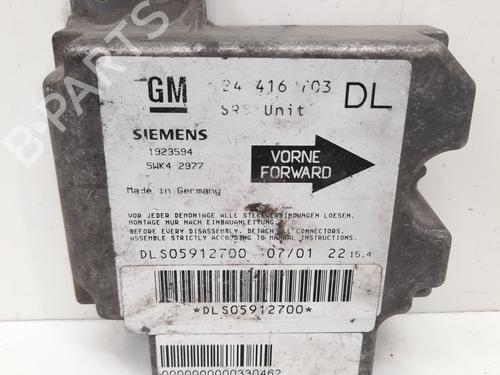 GM 24 416 703 DL
SRS Unit
SIEMENS
1923594
5WK4 2977
VORNE
FORWARD
Made in Germany
VOR JEDER DEMONTAGE ALLE STECKVERBINDUNGEN LOESEN.
MONTAGE NUR NACH EINBAUANLEITUNG.
BEFORE EVERY DISASSEMBLY, DETACH ALL CONNECTORS.
ASSEMBLE STRICTLY ACCORDING TO MANUAL INSTRUCTIONS.
DLS05912700 07/01 22 15.4
*DLS05912700*
0000000000330462
B-Parts